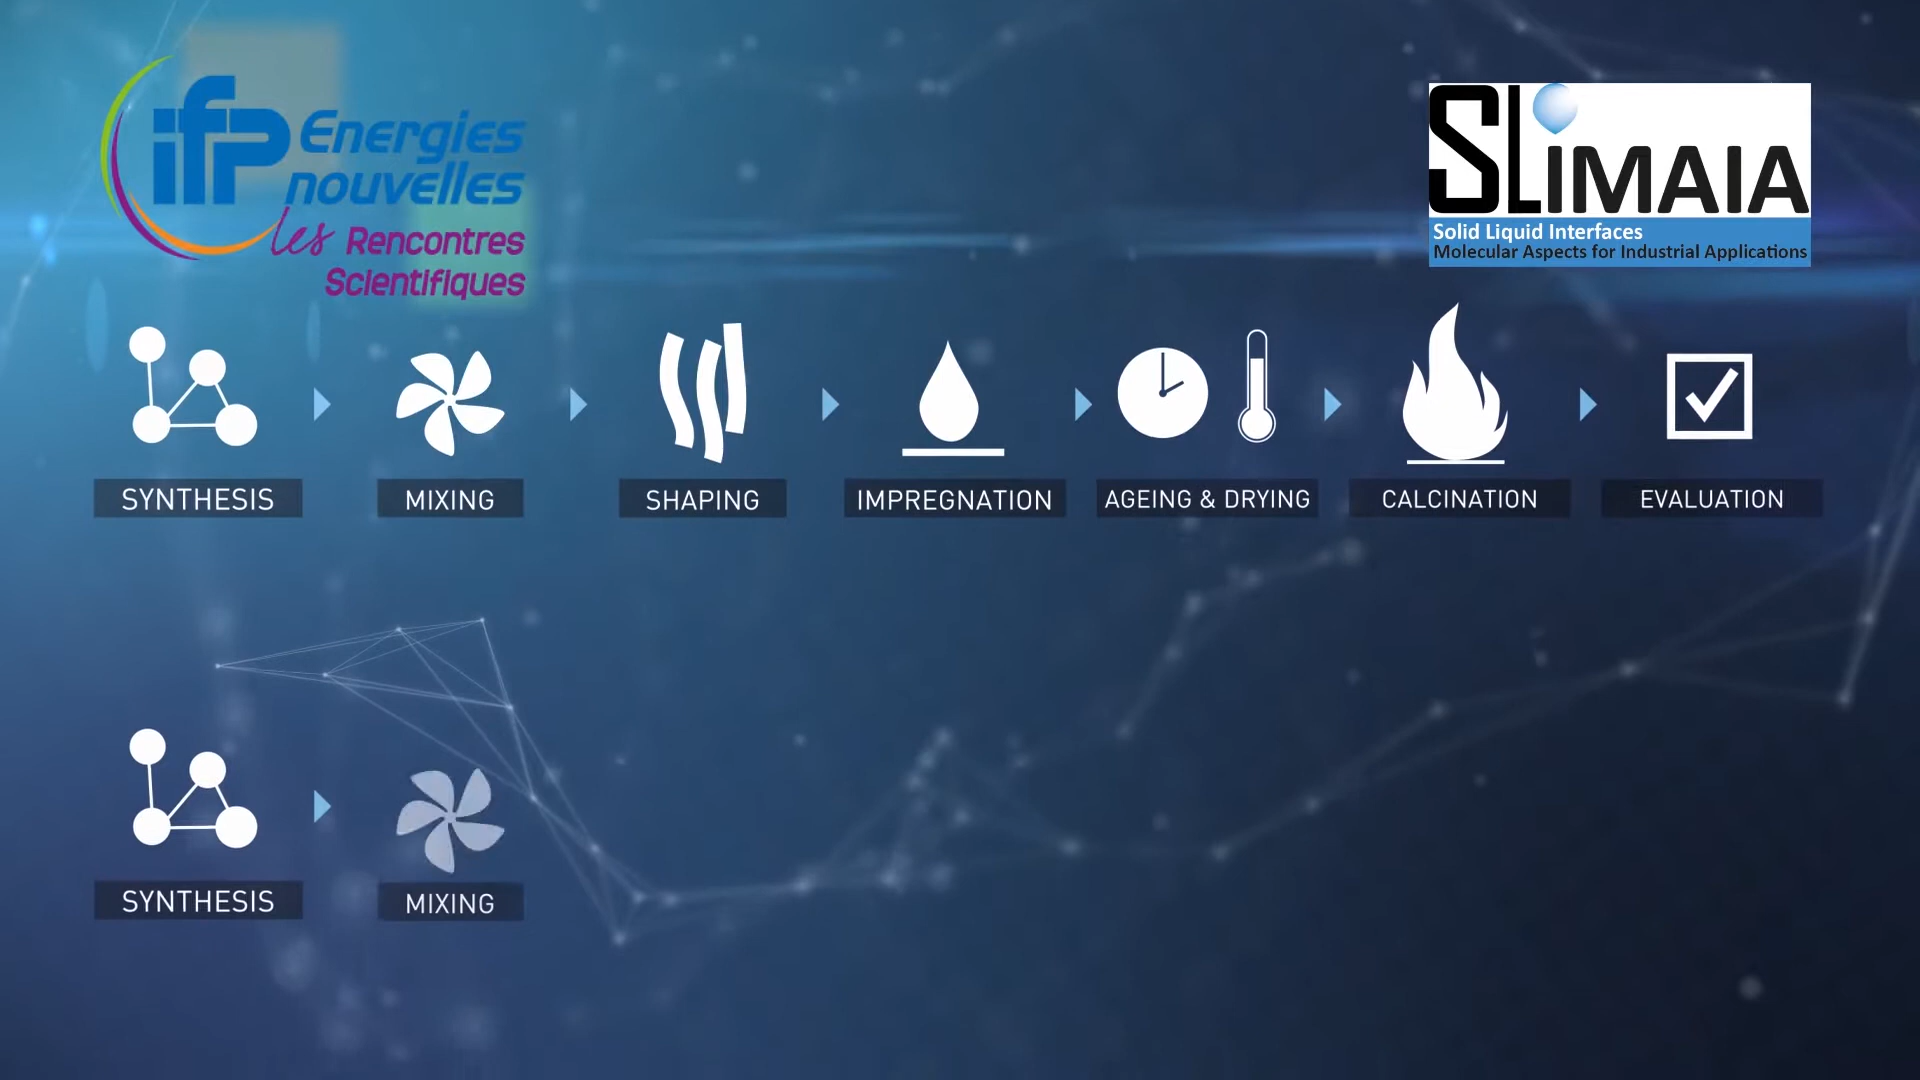 ifp Energies
nouvelles
les Rencontres
Scientifiques
SLIMAIA
Solid Liquid Interfaces
Molecular Aspects for Industrial Applications
SYNTHESIS
MIXING
SHAPING
IMPREGNATION
AGEING & DRYING
CALCINATION
EVALUATION
SYNTHESIS
MIXING